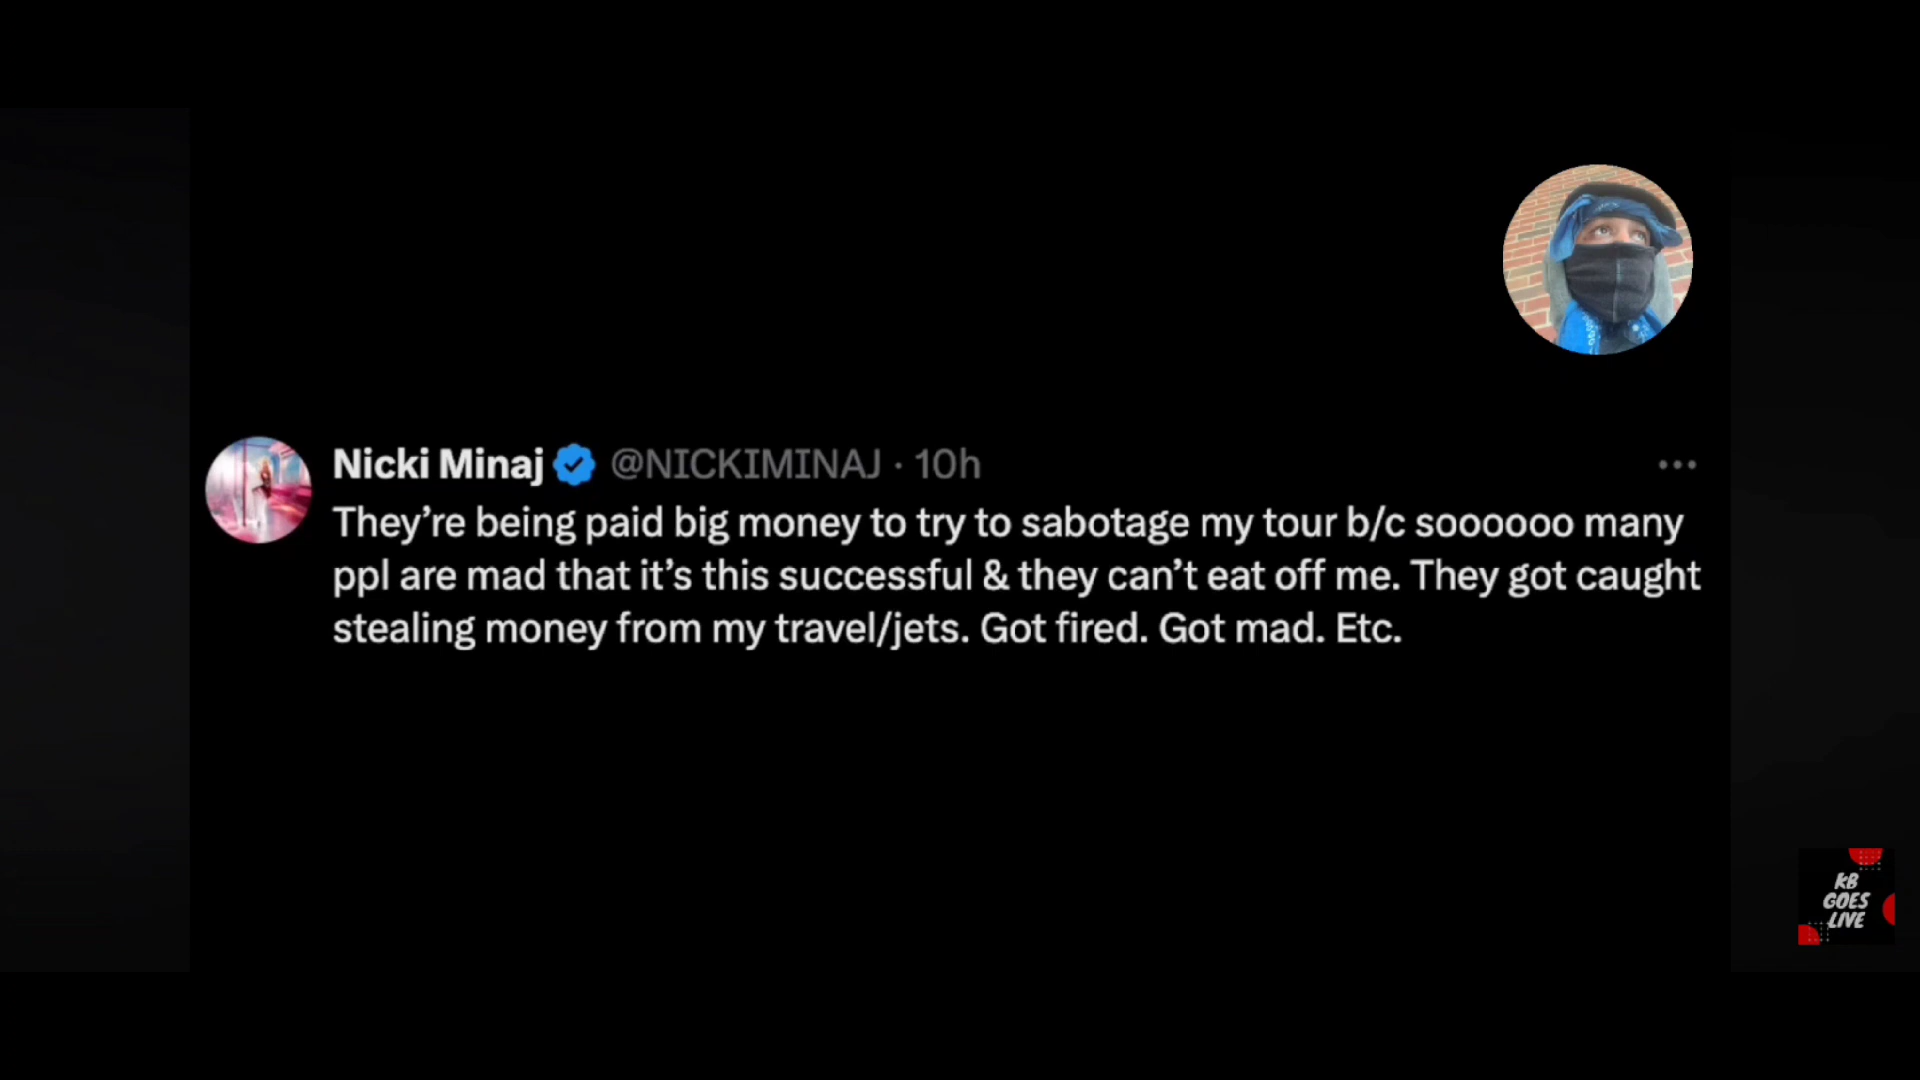 Nicki Minaj @NICKIMINAJ · 10h
They’re being paid big money to try to sabotage my tour b/c soooooo many
ppl are mad that it’s this successful & they can’t eat off me. They got caught
stealing money from my travel/jets. Got fired. Got mad. Etc.
KB
GOES
LIVE